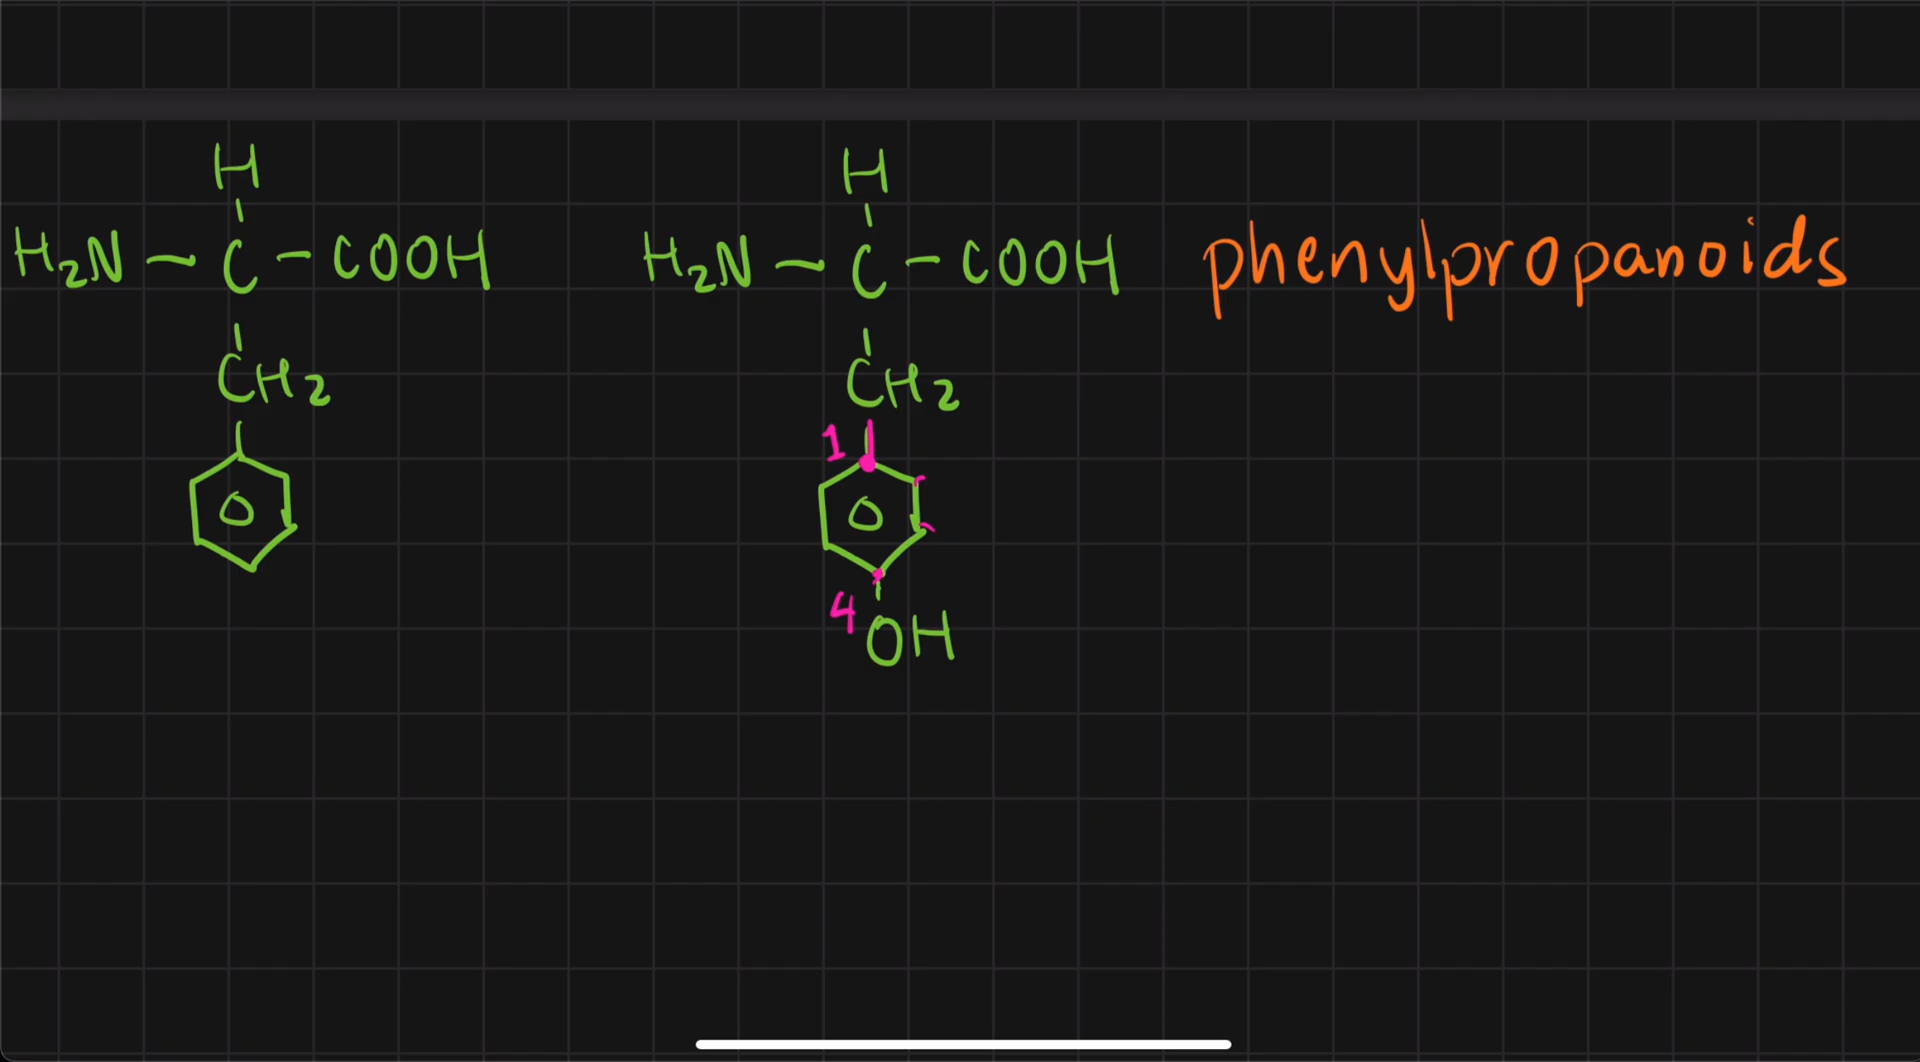 H H
H₂N – C – COOH H₂N – C – COOH phenylpropanoids
CH₂ CH₂
1
4
OH